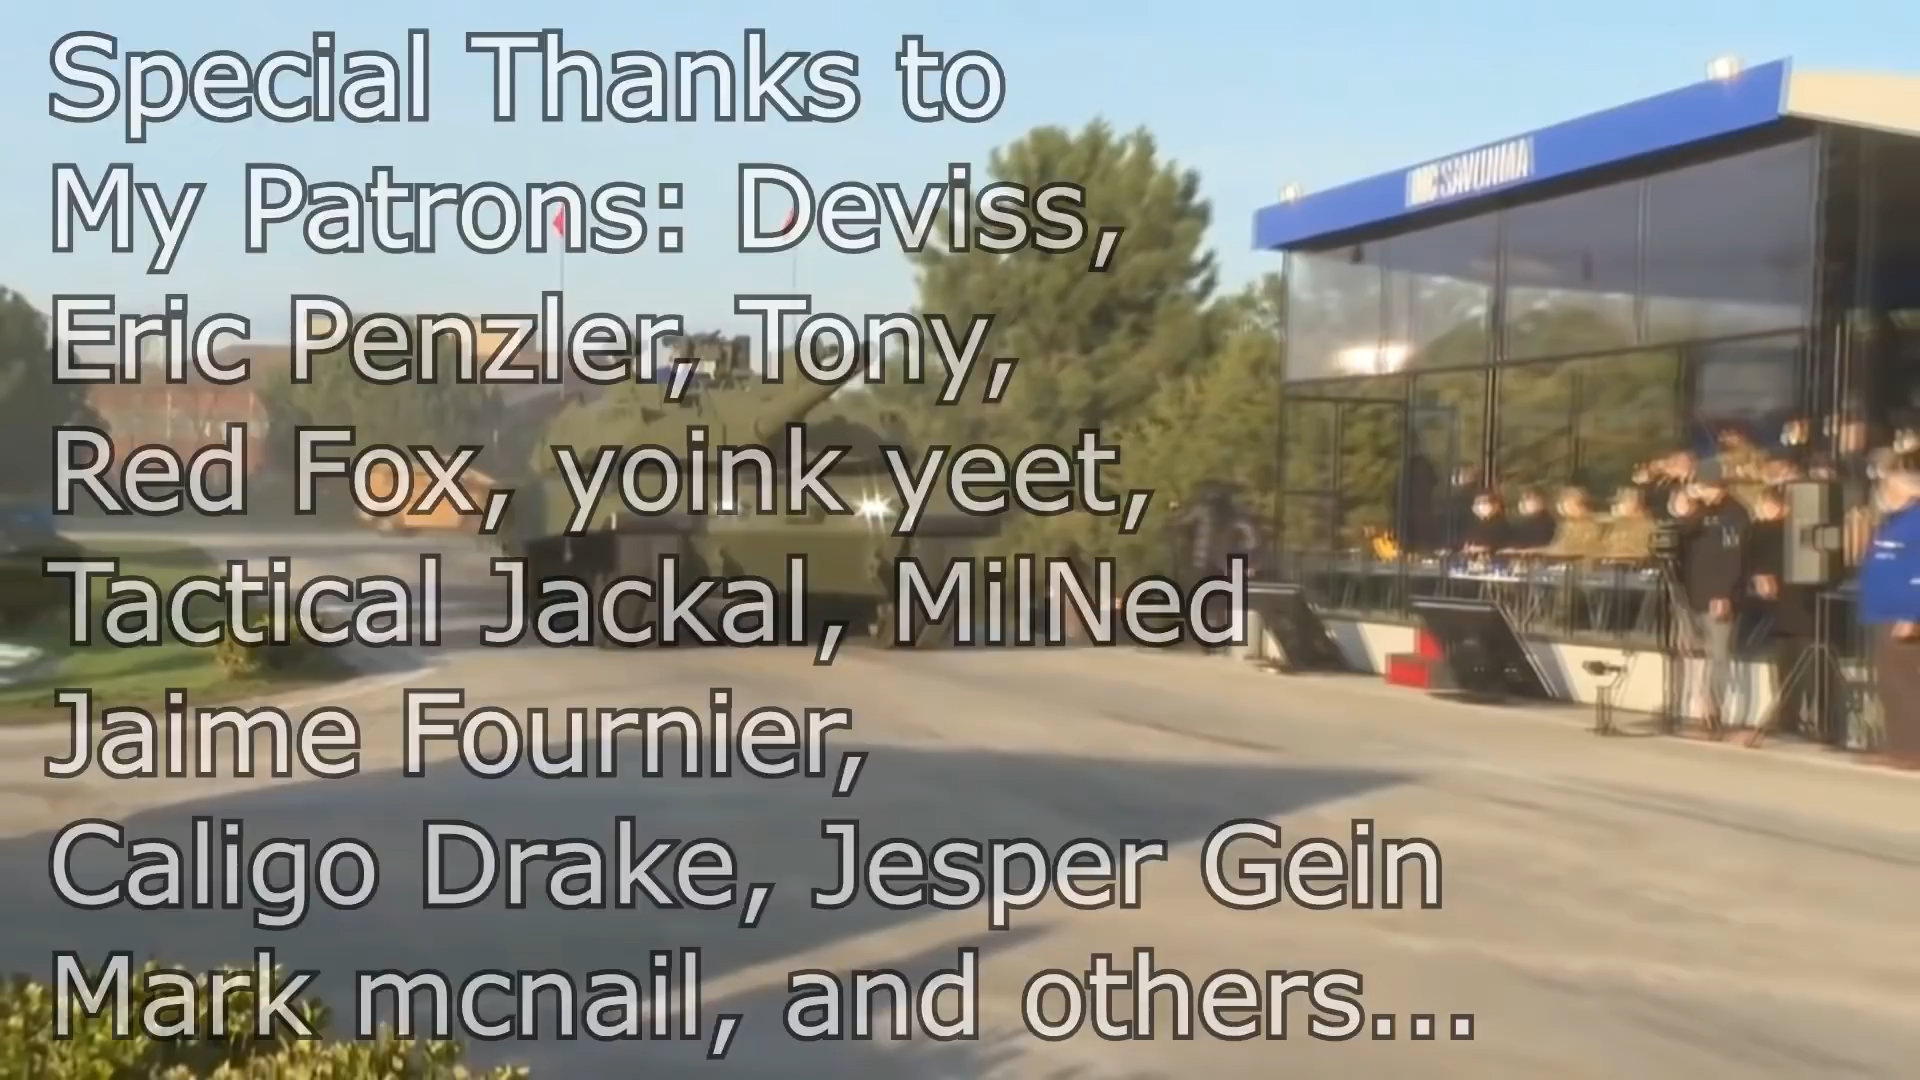 Special Thanks to
My Patrons: Deviss,
Eric Penzler, Tony,
Red Fox, yoink yeet,
Tactical Jackal, MilNed
Jaime Fournier,
Caligo Drake, Jesper Gein
Mark mcnail, and others...